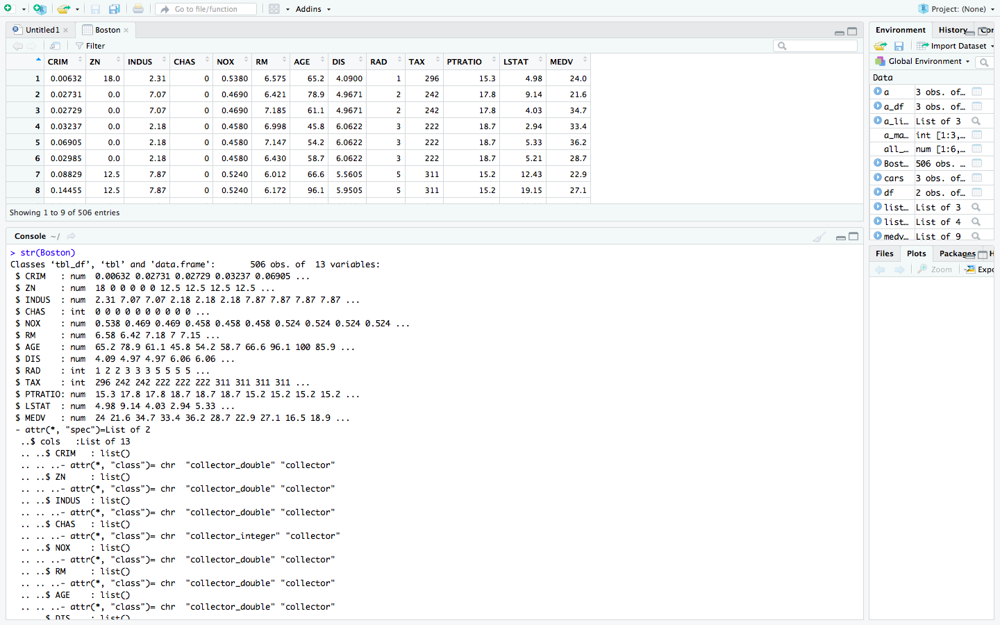 Go to file/function
Addins
Project: (None)
Untitled1
Boston
Filter
CRIM ZN INDUS CHAS NOX RM AGE DIS RAD TAX PTRATIO LSTAT MEDV
1 0.00632 18.0 2.31 0 0.5380 6.575 65.2 4.0900 1 296 15.3 4.98 24.0
2 0.02731 0.0 7.07 0 0.4690 6.421 78.9 4.9671 2 242 17.8 9.14 21.6
3 0.02729 0.0 7.07 0 0.4690 7.185 61.1 4.9671 2 242 17.8 4.03 34.7
4 0.03237 0.0 2.18 0 0.4580 6.998 45.8 6.0622 3 222 18.7 2.94 33.4
5 0.06905 0.0 2.18 0 0.4580 7.147 54.2 6.0622 3 222 18.7 5.33 36.2
6 0.02985 0.0 2.18 0 0.4580 6.430 58.7 6.0622 3 222 18.7 5.21 28.7
7 0.08829 12.5 7.87 0 0.5240 6.012 66.6 5.5605 5 311 15.2 12.43 22.9
8 0.14455 12.5 7.87 0 0.5240 6.172 96.1 5.9505 5 311 15.2 19.15 27.1
Showing 1 to 9 of 506 entries
Console ~/
> str(Boston)
Classes ‘tbl_df’, ‘tbl’ and 'data.frame': 506 obs. of 13 variables:
$ CRIM : num 0.00632 0.02731 0.02729 0.03237 0.06905 ...
$ ZN : num 18 0 0 0 0 0 12.5 12.5 12.5 12.5 ...
$ INDUS : num 2.31 7.07 7.07 2.18 2.18 2.18 7.87 7.87 7.87 7.87 ...
$ CHAS : int 0 0 0 0 0 0 0 0 0 0 ...
$ NOX : num 0.538 0.469 0.469 0.458 0.458 0.458 0.524 0.524 0.524 0.524 ...
$ RM : num 6.58 6.42 7.18 7 7.15 ...
$ AGE : num 65.2 78.9 61.1 45.8 54.2 58.7 66.6 96.1 100 85.9 ...
$ DIS : num 4.09 4.97 4.97 6.06 6.06 ...
$ RAD : int 1 2 2 3 3 3 5 5 5 5 ...
$ TAX : int 296 242 242 222 222 222 311 311 311 311 ...
$ PTRATIO: num 15.3 17.8 17.8 18.7 18.7 18.7 15.2 15.2 15.2 15.2 ...
$ LSTAT : num 4.98 9.14 4.03 2.94 5.33 ...
$ MEDV : num 24 21.6 34.7 33.4 36.2 28.7 22.9 27.1 16.5 18.9 ...
- attr(*, "spec")=List of 2
..$ cols :List of 13
.. ..$ CRIM : list()
.. .. ..- attr(*, "class")= chr "collector_double" "collector"
.. ..$ ZN : list()
.. .. ..- attr(*, "class")= chr "collector_double" "collector"
.. ..$ INDUS : list()
.. .. ..- attr(*, "class")= chr "collector_double" "collector"
.. ..$ CHAS : list()
.. .. ..- attr(*, "class")= chr "collector_integer" "collector"
.. ..$ NOX : list()
.. .. ..- attr(*, "class")= chr "collector_double" "collector"
.. ..$ RM : list()
.. .. ..- attr(*, "class")= chr "collector_double" "collector"
.. ..$ AGE : list()
.. .. ..- attr(*, "class")= chr "collector_double" "collector"
$ DIS : list()
Environment History Con
Import Dataset
Global Environment
Data
a 3 obs. of…
a_df 3 obs. of…
a_li… List of 3
a_ma… int [1:3,…
all_… num [1:6,…
Bost… 506 obs. …
cars 3 obs. of…
df 2 obs. of…
list… List of 3
list… List of 4
medv… List of 9
Files Plots Packages H
Zoom Expo